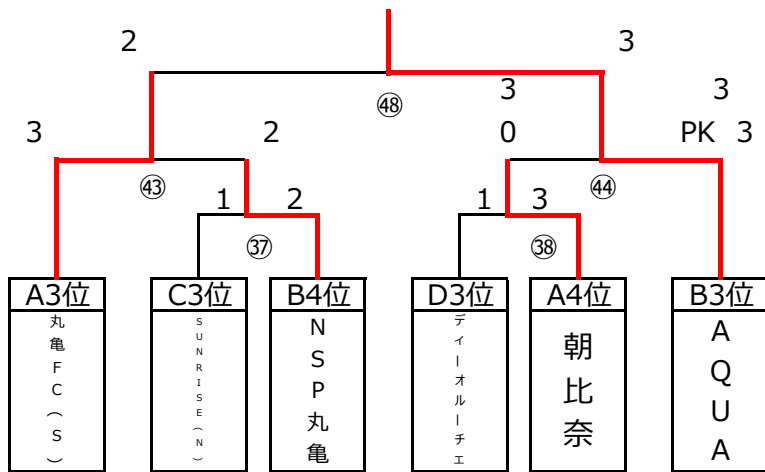 2 3
㊽ 3 3
3 2 0 PK 3
㊸ ㊹
1 2 1 3
㊲ ㊳
A3位 C3位 B4位 D3位 A4位 B3位
丸亀FC(S)
SUNRISE(N)
NSP丸亀
ディーオルーチェ
朝比奈
AQUA